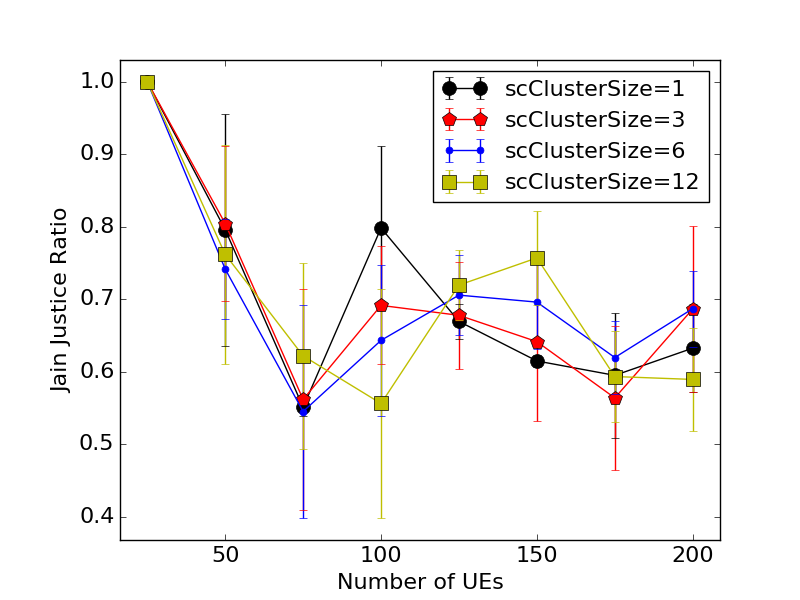 scClusterSize=1
scClusterSize=3
scClusterSize=6
scClusterSize=12
Jain Justice Ratio
1.0
0.9
0.8
0.7
0.6
0.5
0.4
50 100 150 200
Number of UEs